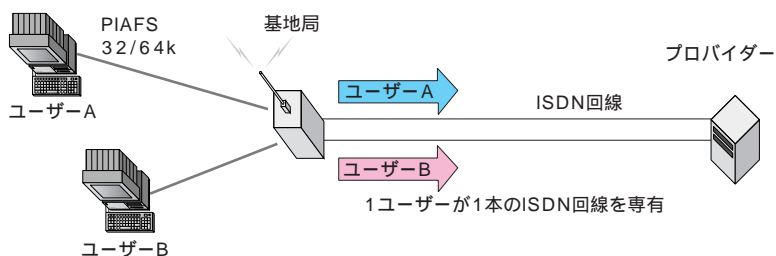 PIAFS
32/64k
基地局
プロバイダー
ユーザーA
ユーザーA
ISDN回線
ユーザーB
1ユーザーが1本のISDN回線を専有
ユーザーB